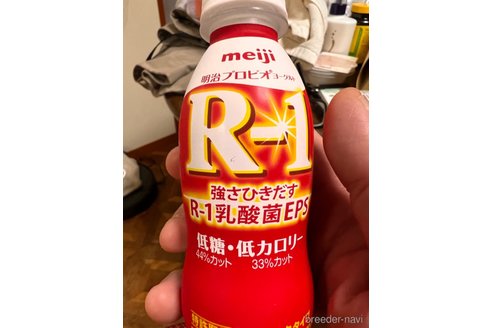 meiji
明治プロビオヨーグルト
R-1
強さひきだす
R-1乳酸菌EPS
低糖・低カロリー
44%カット 33%カット
breeder-navi